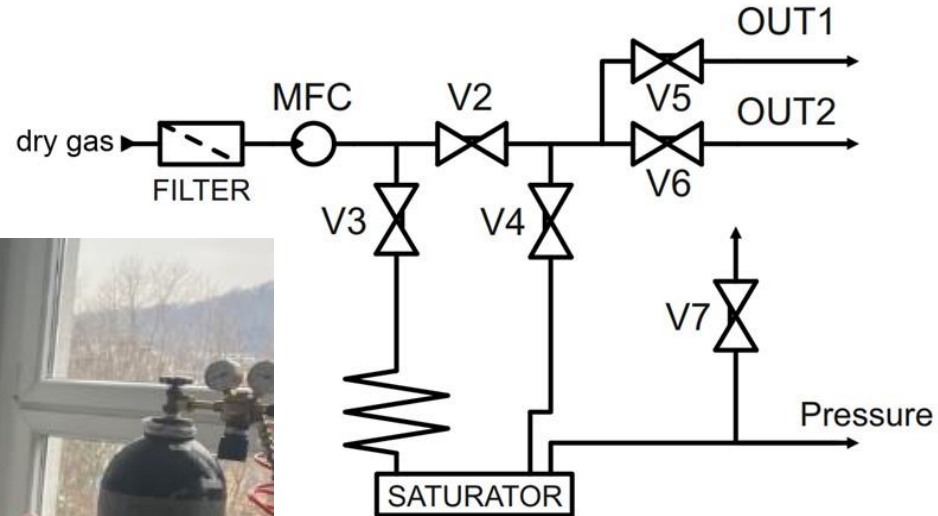 OUT1
MFC
V2
V5
OUT2
dry gas
FILTER
V6
V3
V4
V7
Pressure
SATURATOR